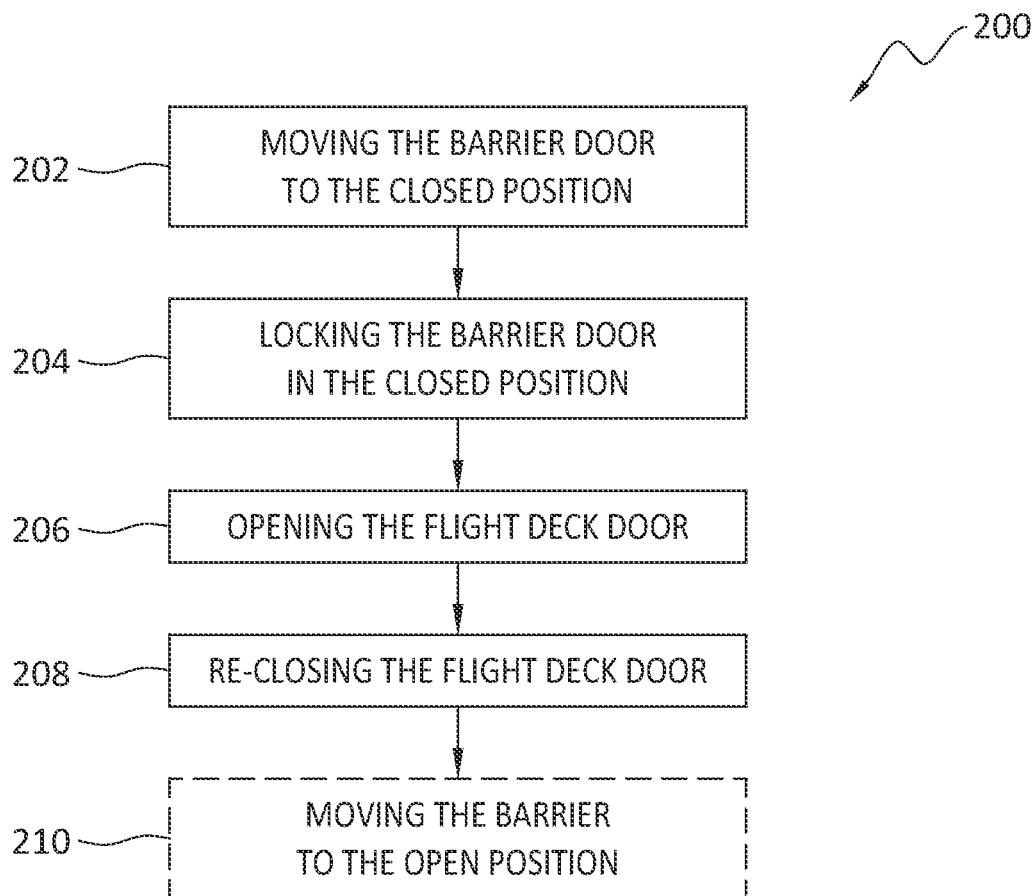 200
202
MOVING THE BARRIER DOOR
TO THE CLOSED POSITION
204
LOCKING THE BARRIER DOOR
IN THE CLOSED POSITION
206
OPENING THE FLIGHT DECK DOOR
208
RE-CLOSING THE FLIGHT DECK DOOR
210
MOVING THE BARRIER
TO THE OPEN POSITION